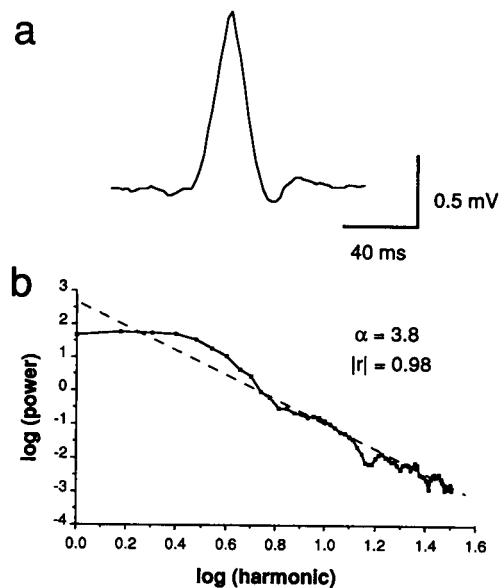 a
0.5 mV
40 ms
b
log (power)
3
2
1
0
-1
-2
-3
-4
α = 3.8
|r| = 0.98
0.0 0.2 0.4 0.6 0.8 1.0 1.2 1.4 1.6
log (harmonic)